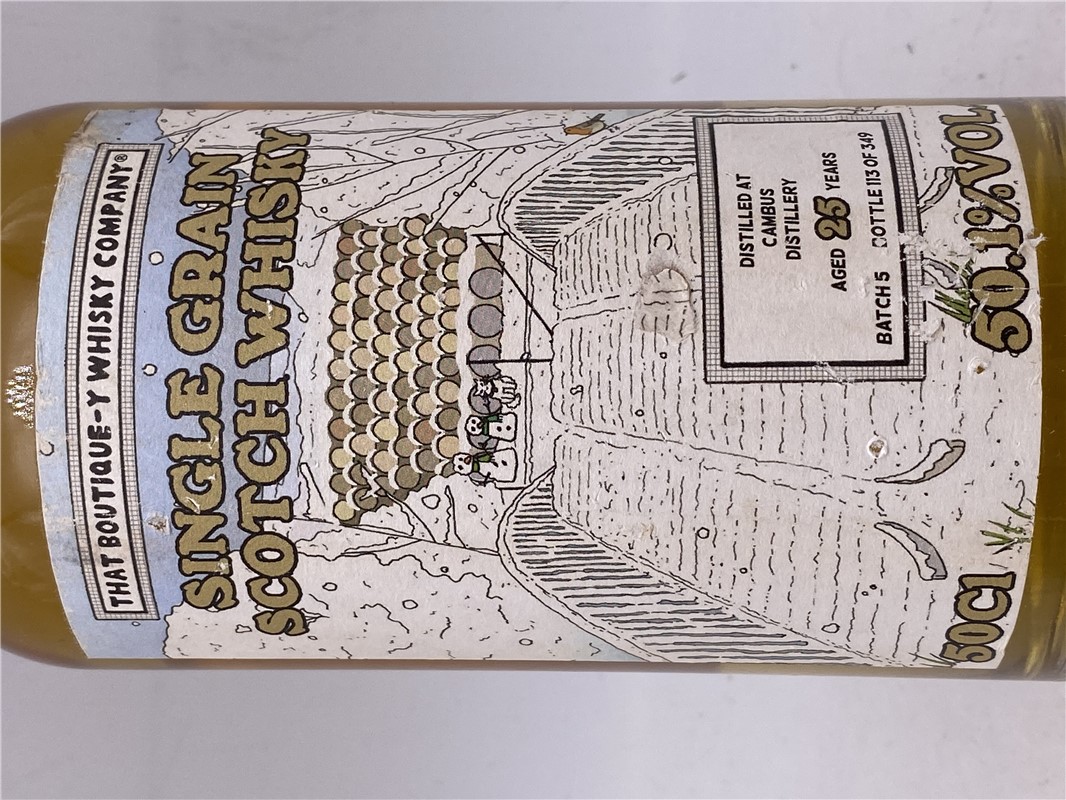 THAT BOUTIQUE-Y WHISKY COMPANY®
SINGLE GRAIN
SCOTCH WHISKY
DISTILLED AT
CAMBUS
DISTILLERY
AGED 25 YEARS
BATCH 5 BOTTLE 113 OF 349
50Cl 50.1%VOL